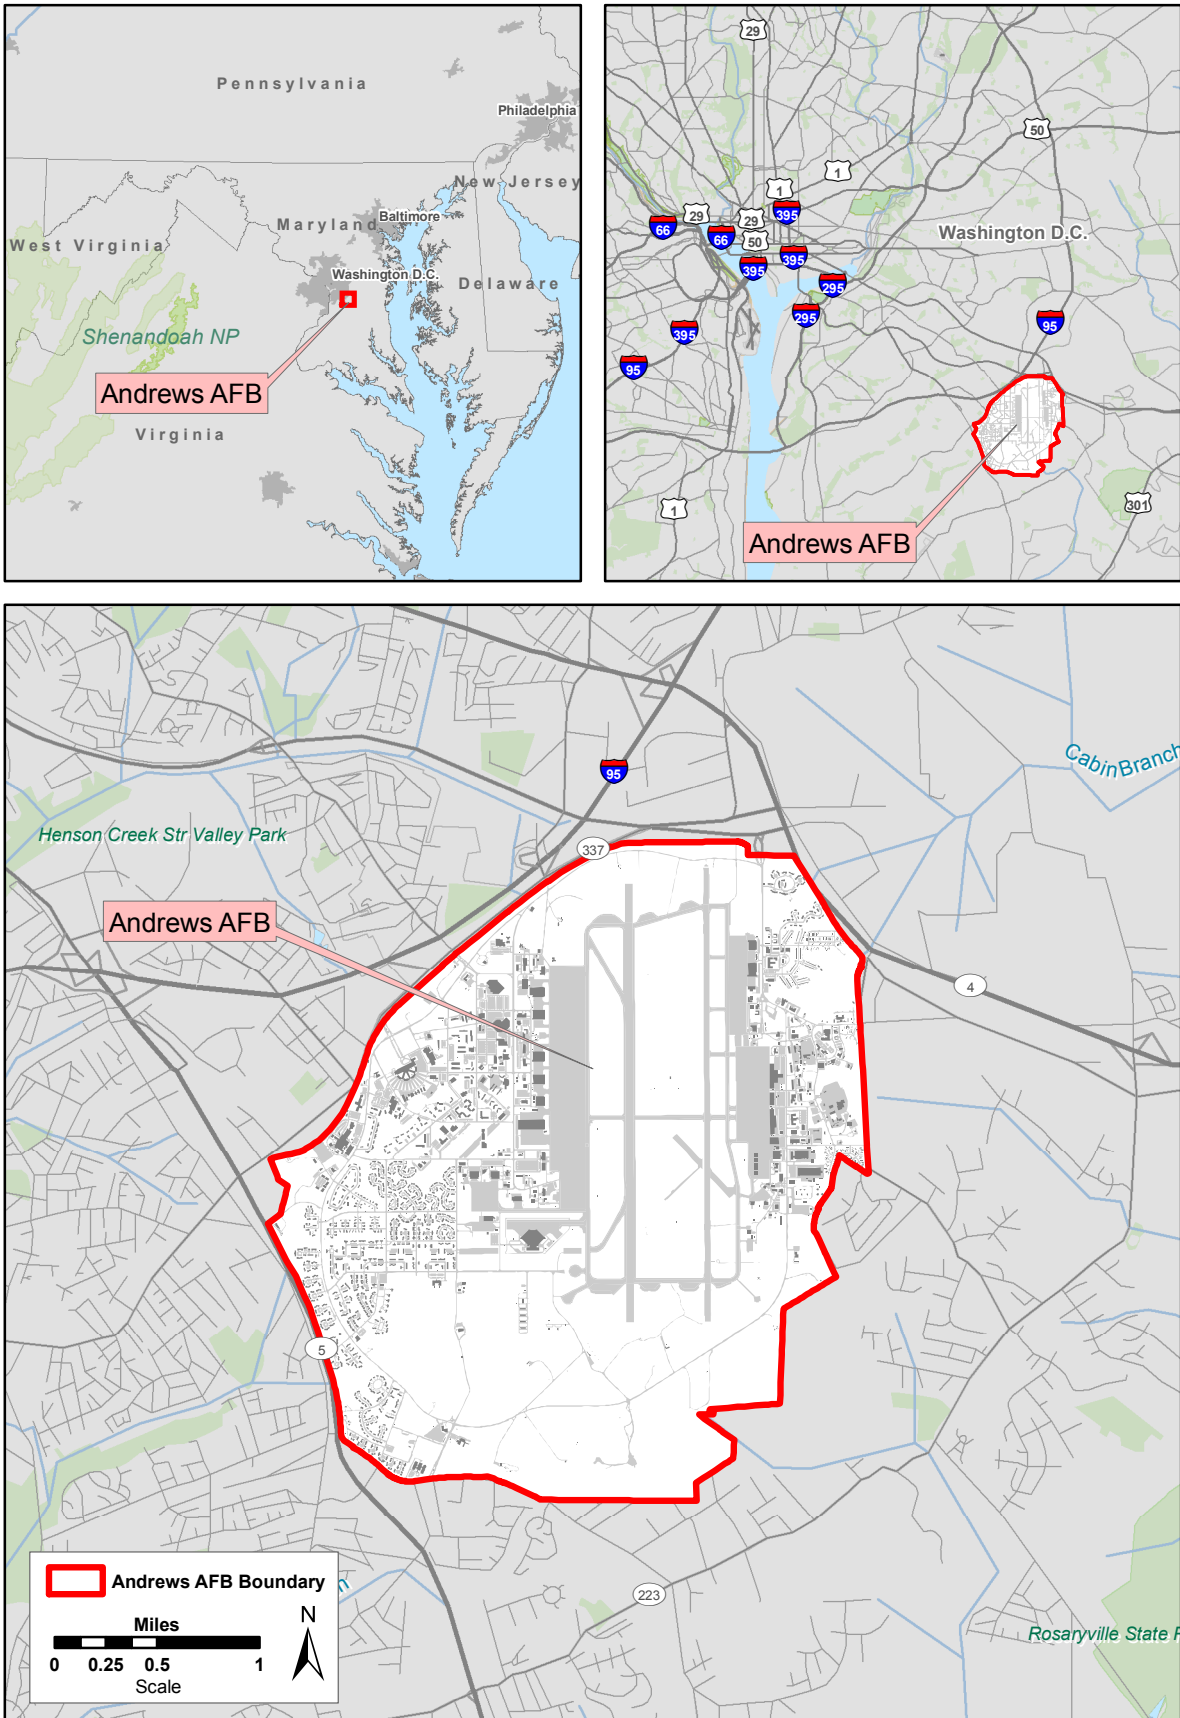 Pennsylvania
Philadelphia
New Jersey
Maryland
Baltimore
West Virginia
Washington D.C.
Delaware
Shenandoah NP
Andrews AFB
Virginia
29
50
1
1
395
29
29
66
66
50
Washington D.C.
395
395
295
295
95
395
95
1
301
Andrews AFB
95
CabinBranch
Henson Creek Str Valley Park
337
Andrews AFB
4
5
223
Rosaryville State
Andrews AFB Boundary
Miles
N
0 0.25 0.5 1
Scale